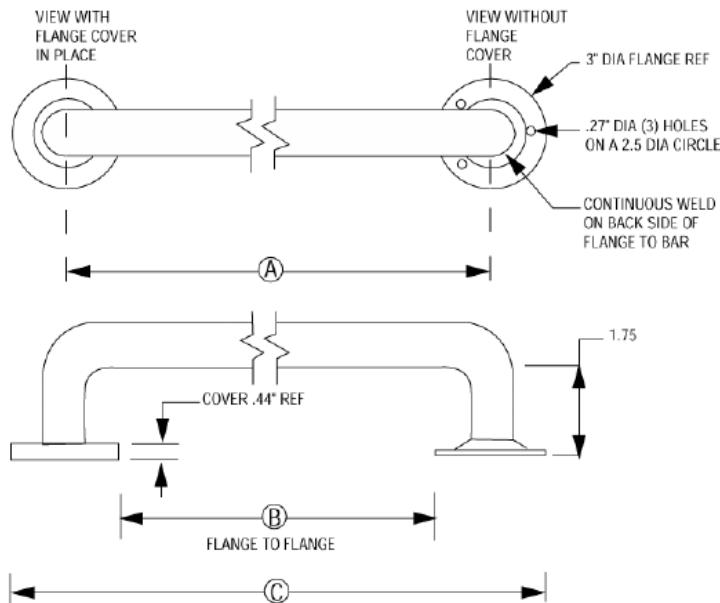 VIEW WITH
FLANGE COVER
IN PLACE
VIEW WITHOUT
FLANGE
COVER
3" DIA FLANGE REF
.27" DIA (3) HOLES
ON A 2.5 DIA CIRCLE
CONTINUOUS WELD
ON BACK SIDE OF
FLANGE TO BAR
A
1.75
COVER .44" REF
B
FLANGE TO FLANGE
C